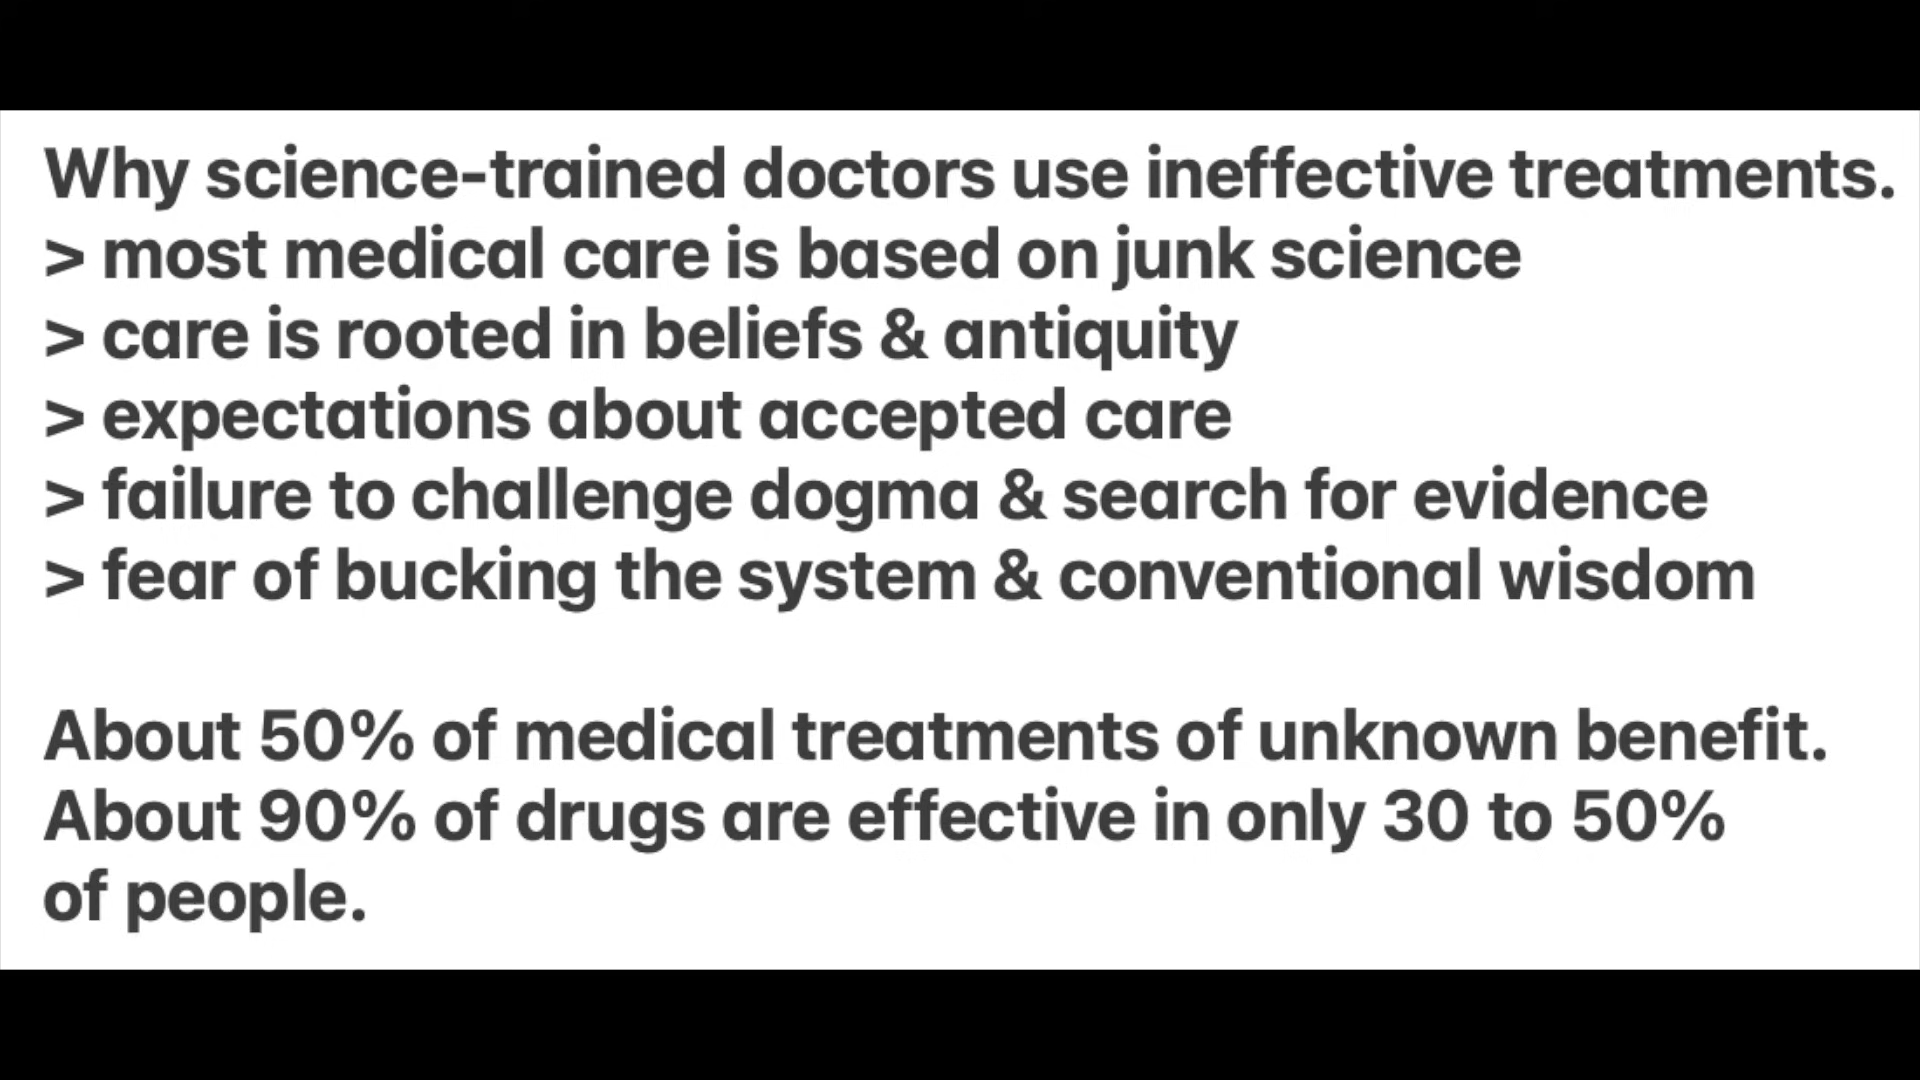 Why science-trained doctors use ineffective treatments.
> most medical care is based on junk science
> care is rooted in beliefs & antiquity
> expectations about accepted care
> failure to challenge dogma & search for evidence
> fear of bucking the system & conventional wisdom
About 50% of medical treatments of unknown benefit.
About 90% of drugs are effective in only 30 to 50%
of people.